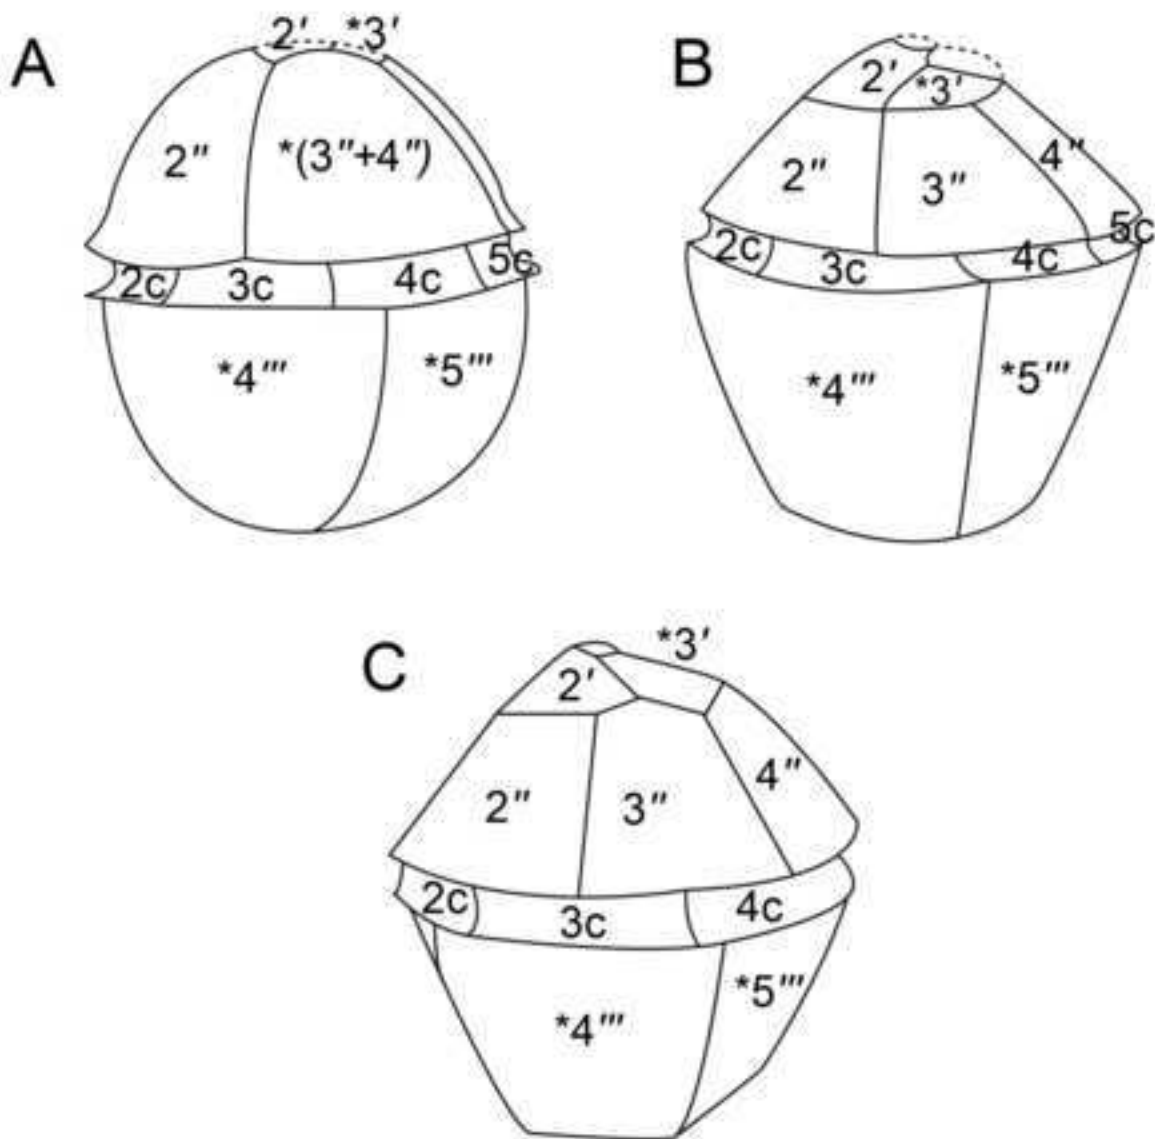 A
2′ *3′
2″ *(3″+4″)
2c 3c 4c 5c
*4‴ *5‴
B
2′ *3′
2″ 3″ 4″
2c 3c 4c 5c
*4‴ *5‴
C
*3′
2′
2″ 3″ 4″
2c 3c 4c
*4‴ *5‴